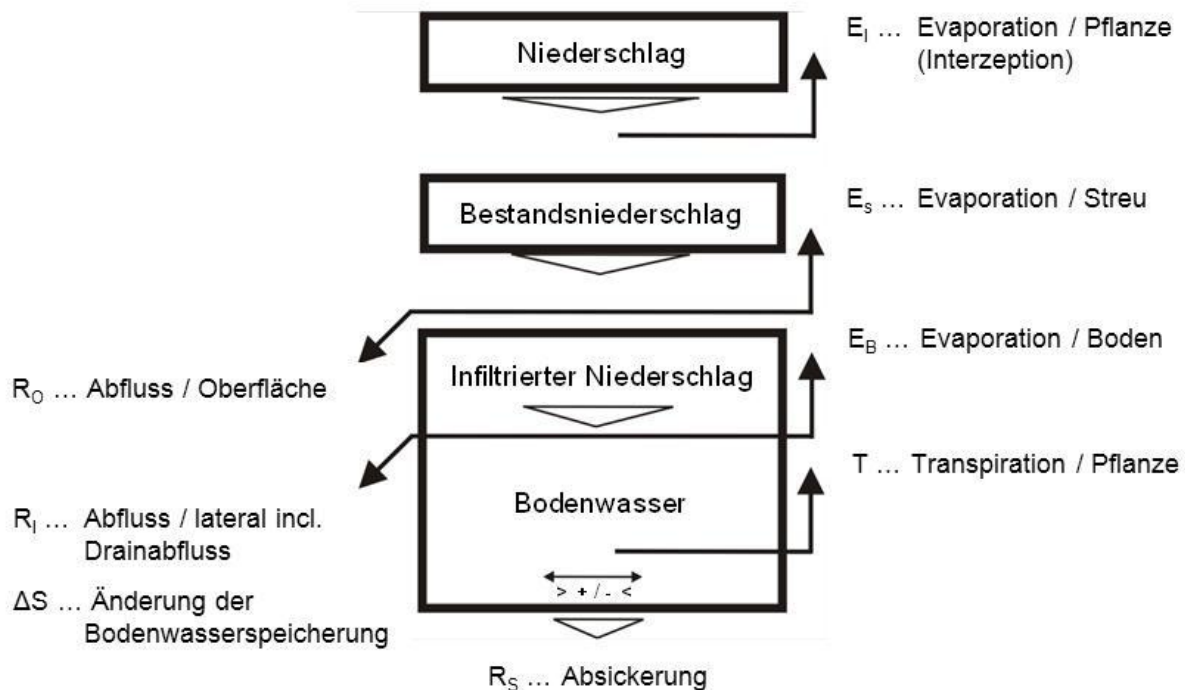 Niederschlag
E_I … Evaporation / Pflanze
(Interzeption)
Bestandsniederschlag
E_s … Evaporation / Streu
R_O … Abfluss / Oberfläche
Infiltrierter Niederschlag
E_B … Evaporation / Boden
Bodenwasser
T … Transpiration / Pflanze
R_I … Abfluss / lateral incl.
Drainabfluss
ΔS … Änderung der
Bodenwasserspeicherung
> + / - <
R_S … Absickerung